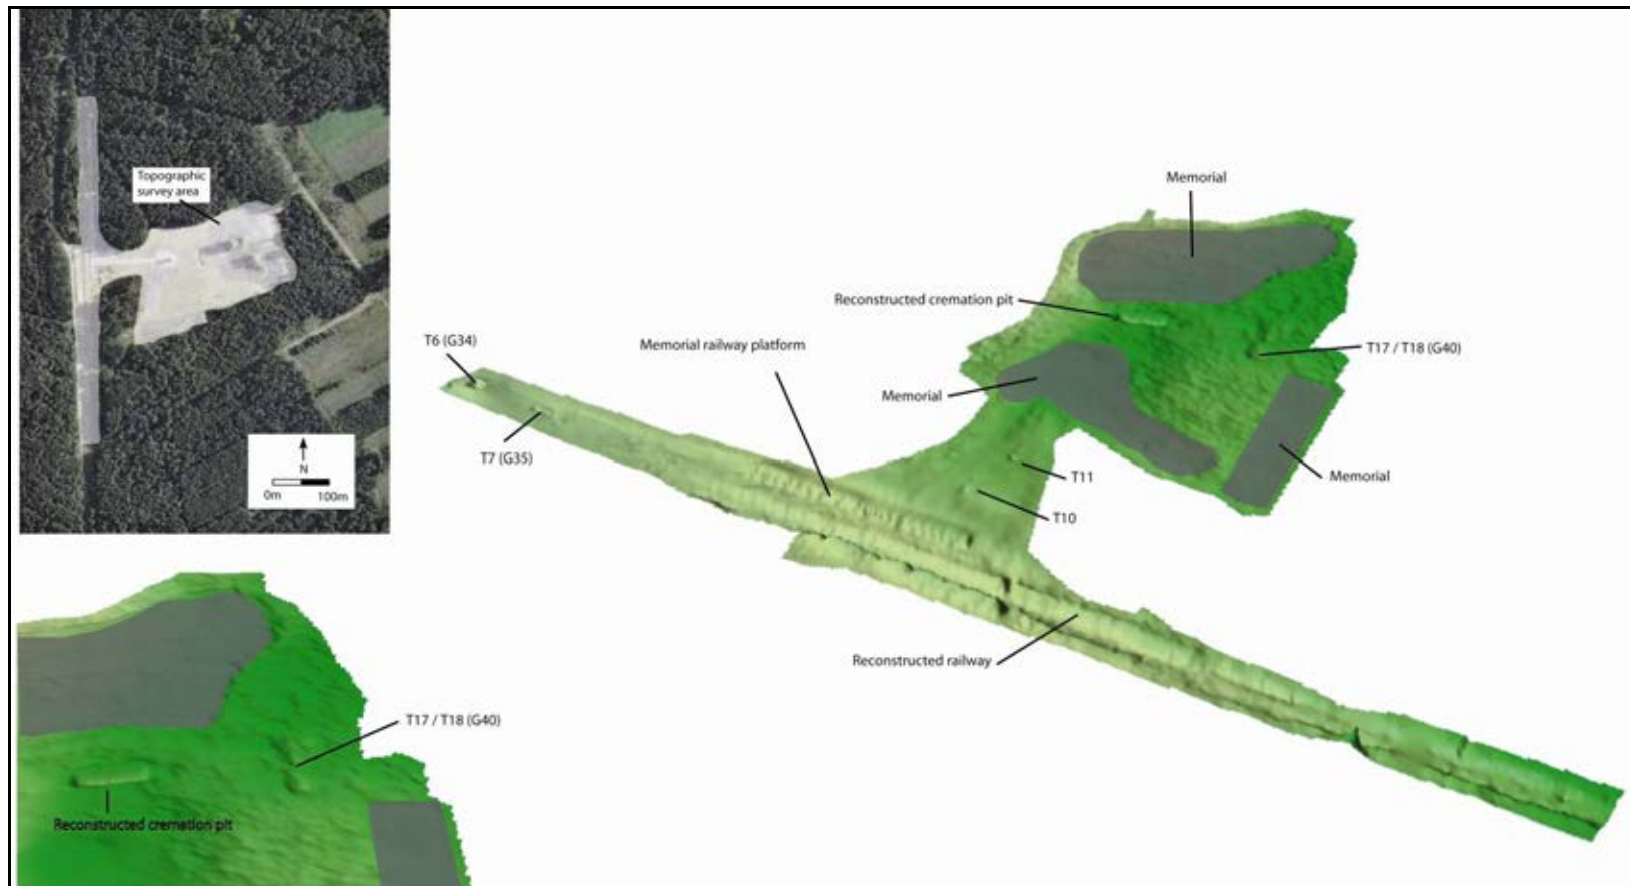 Topographic
survey area
N
0m 100m
Memorial
Reconstructed cremation pit
T17 / T18 (G40)
T6 (G34)
Memorial railway platform
Memorial
T7 (G35)
T11
Memorial
T10
Reconstructed railway
T17 / T18 (G40)
Reconstructed cremation pit